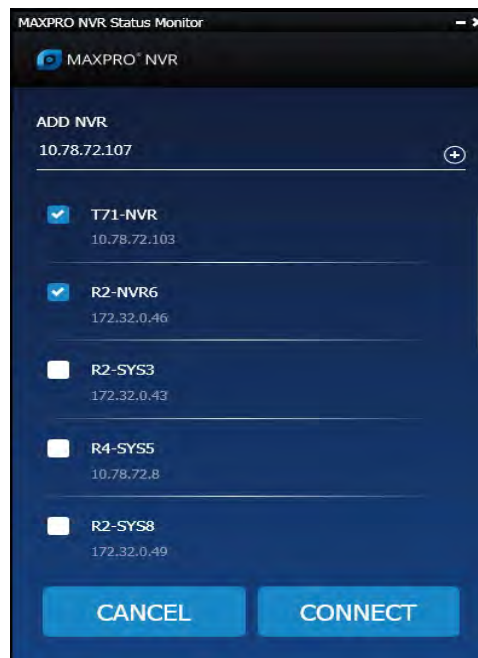 MAXPRO NVR Status Monitor
MAXPRO® NVR
ADD NVR
10.78.72.107
T71-NVR
10.78.72.103
R2-NVR6
172.32.0.46
R2-SYS3
172.32.0.43
R4-SYS5
10.78.72.8
R2-SYS8
172.32.0.49
CANCEL CONNECT